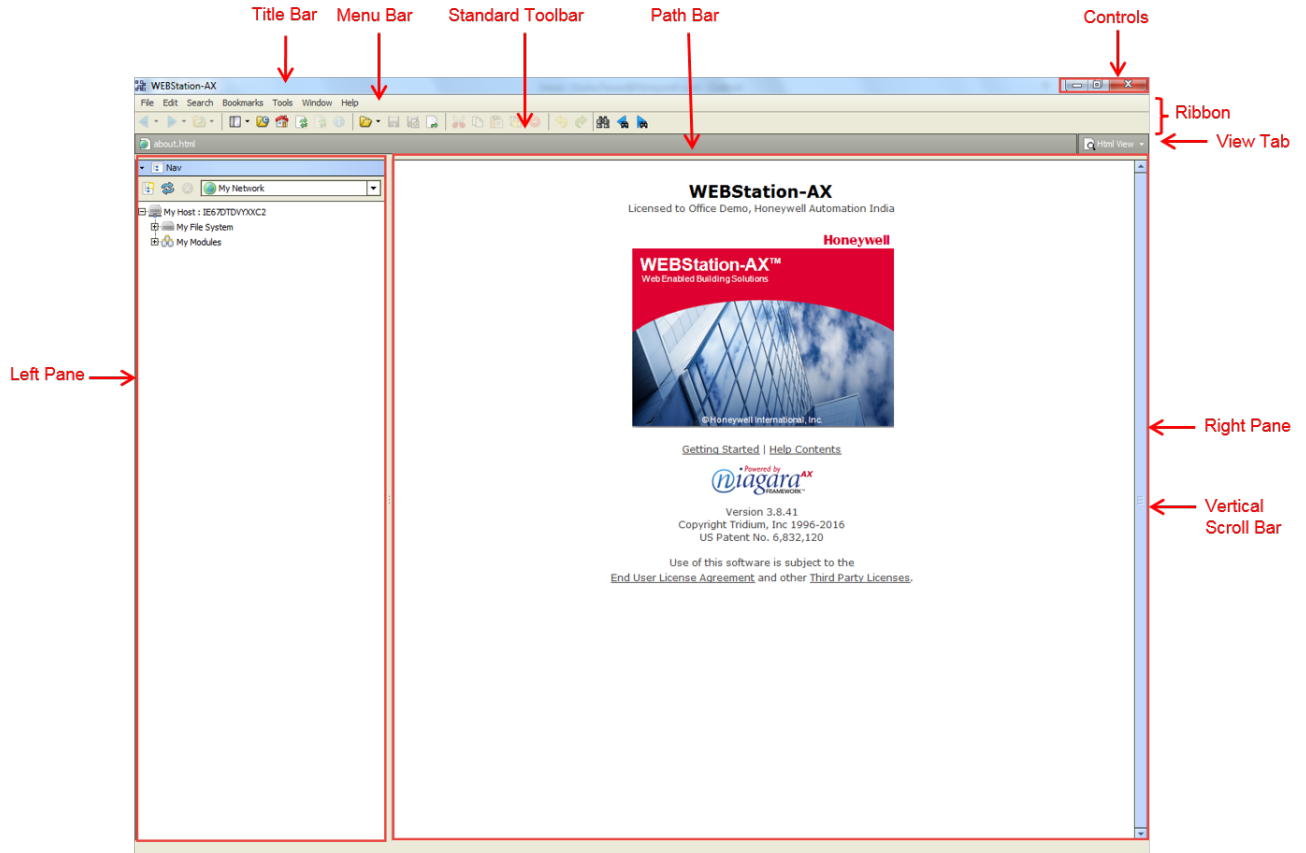 Title Bar
Menu Bar
Standard Toolbar
Path Bar
Controls
WEBStation-AX
File Edit Search Bookmarks Tools Window Help
Ribbon
about.html
Html View
View Tab
Nav
My Network
My Host : IE67DTDVYXXC2
My File System
My Modules
Left Pane
WEBStation-AX
Licensed to Office Demo, Honeywell Automation India
Honeywell
WEBStation-AX™
Web Enabled Building Solutions
©Honeywell International, Inc.
Getting Started | Help Contents
Powered by
niagara AX
FRAMEWORK™
Version 3.8.41
Copyright Tridium, Inc 1996-2016
US Patent No. 6,832,120
Use of this software is subject to the
End User License Agreement and other Third Party Licenses.
Right Pane
Vertical
Scroll Bar